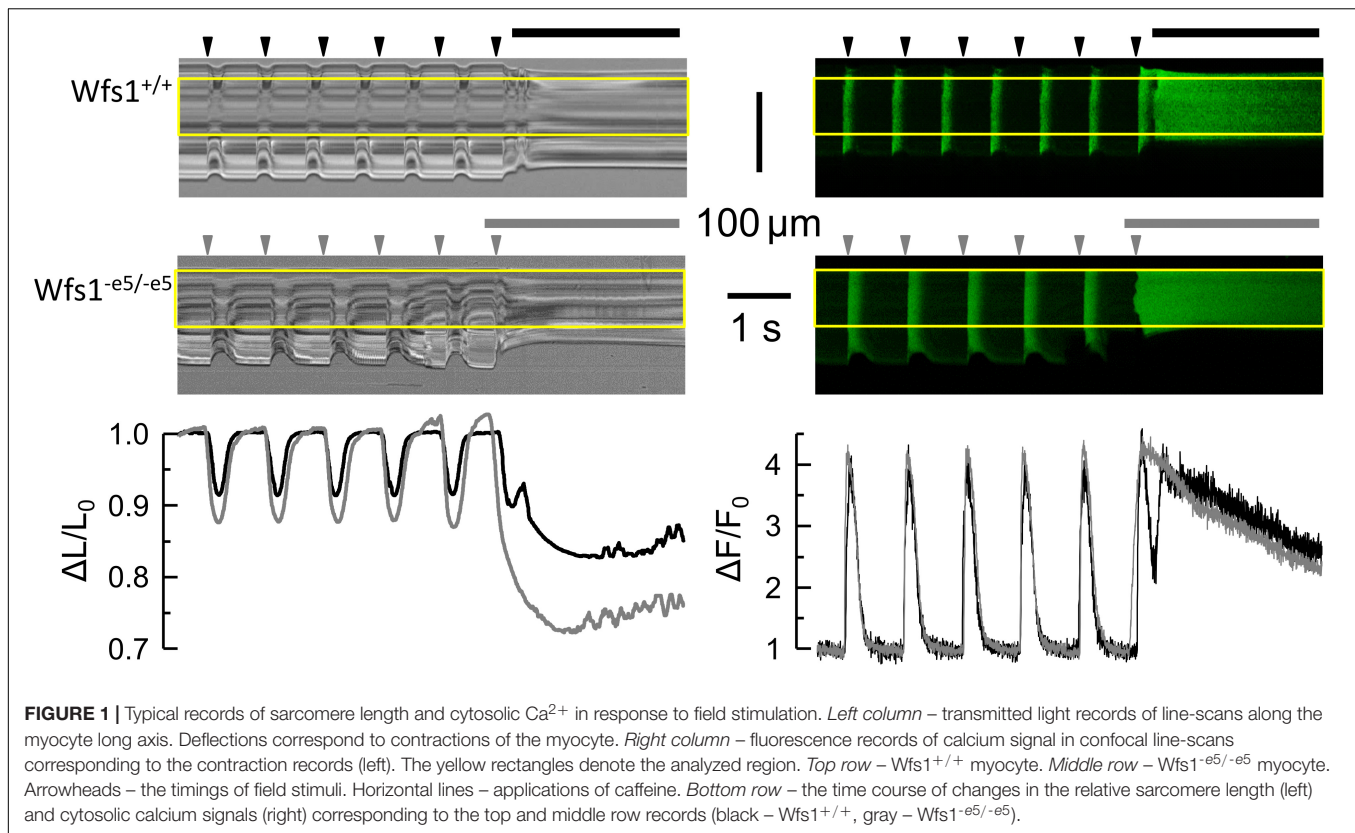 Wfs1+/+
100 µm
Wfs1-e5/-e5
1 s
ΔL/L0
1.0
0.9
0.8
0.7
ΔF/F0
4
3
2
1
FIGURE 1 | Typical records of sarcomere length and cytosolic Ca2+ in response to field stimulation. Left column – transmitted light records of line-scans along the
myocyte long axis. Deflections correspond to contractions of the myocyte. Right column – fluorescence records of calcium signal in confocal line-scans
corresponding to the contraction records (left). The yellow rectangles denote the analyzed region. Top row – Wfs1+/+ myocyte. Middle row – Wfs1-e5/-e5 myocyte.
Arrowheads – the timings of field stimuli. Horizontal lines – applications of caffeine. Bottom row – the time course of changes in the relative sarcomere length (left)
and cytosolic calcium signals (right) corresponding to the top and middle row records (black – Wfs1+/+, gray – Wfs1-e5/-e5).